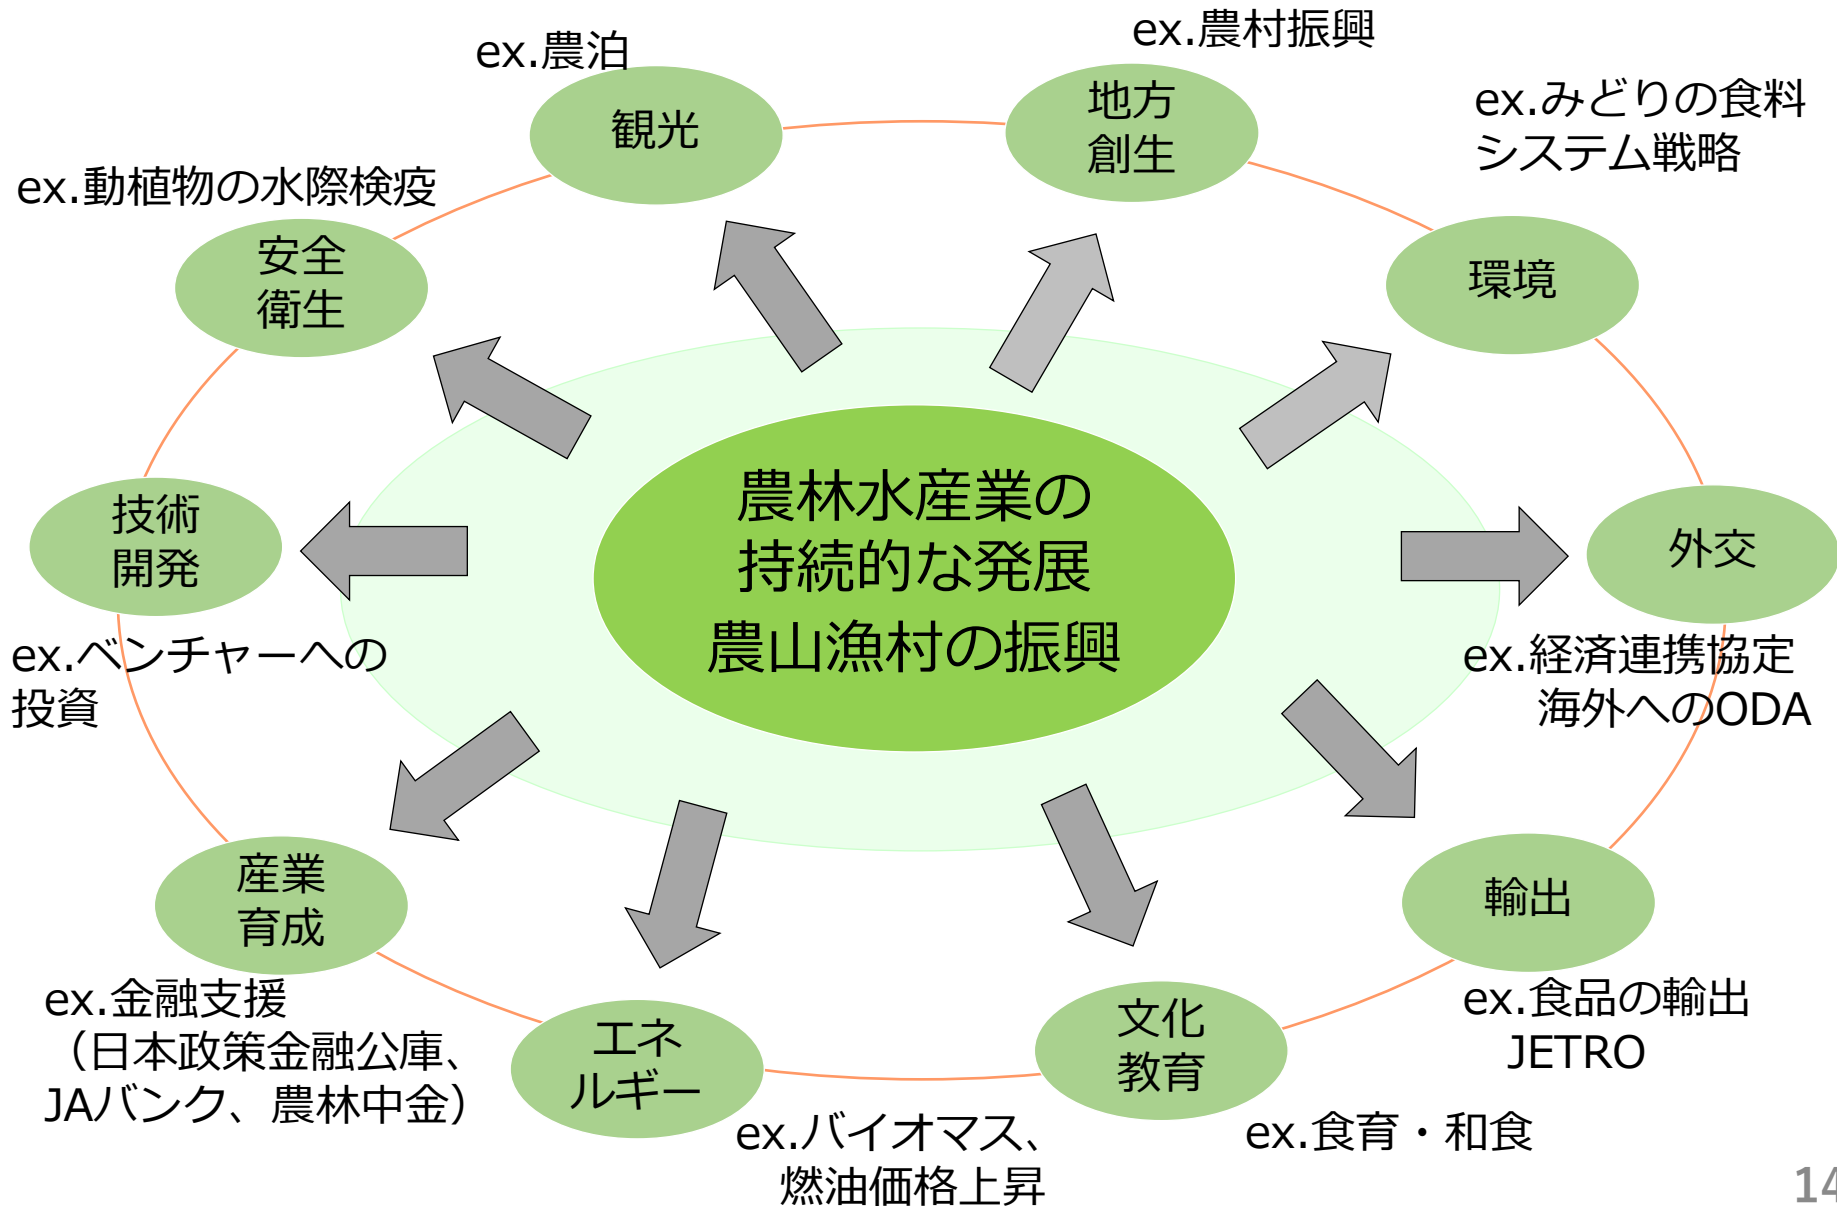 ex.農泊
観光
ex.農村振興
地方
創生
ex.みどりの食料
システム戦略
環境
ex.動植物の水際検疫
安全
衛生
農林水産業の
持続的な発展
農山漁村の振興
技術
開発
ex.ベンチャーへの
投資
外交
ex.経済連携協定
海外へのODA
産業
育成
ex.金融支援
（日本政策金融公庫、
JAバンク、農林中金）
エネ
ルギー
ex.バイオマス、
燃油価格上昇
文化
教育
ex.食育・和食
輸出
ex.食品の輸出
JETRO
14